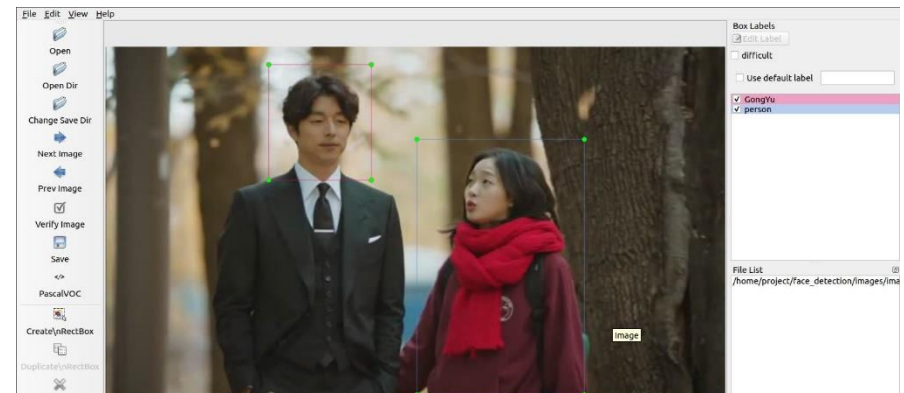 File Edit View Help
Open
Open Dir
Change Save Dir
Next Image
Prev Image
Verify Image
Save
</>
PascalVOC
Create\nRectBox
Duplicate\nRectBox
Box Labels
Edit Label
difficult
Use default label
GongYu
person
File List
/home/project/face_detection/images/ima
Image